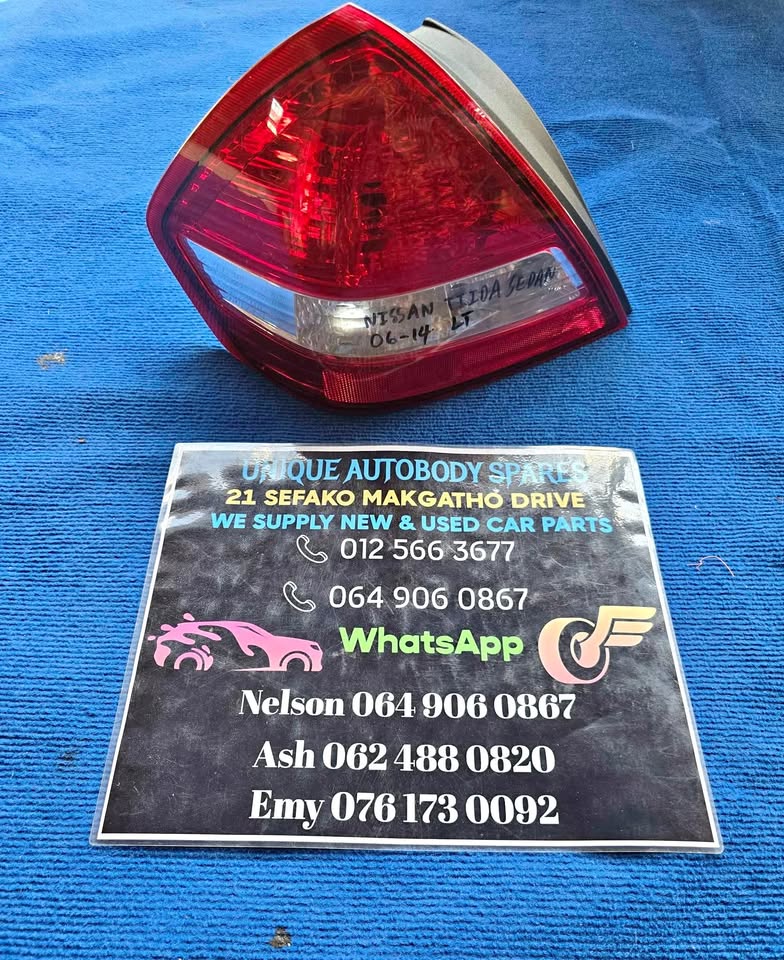 NISSAN TIIDA SEDAN
06-14 LT
UNIQUE AUTOBODY SPARES
21 SEFAKO MAKGATHO DRIVE
WE SUPPLY NEW & USED CAR PARTS
012 566 3677
064 906 0867
WhatsApp
Nelson 064 906 0867
Ash 062 488 0820
Emy 076 173 0092